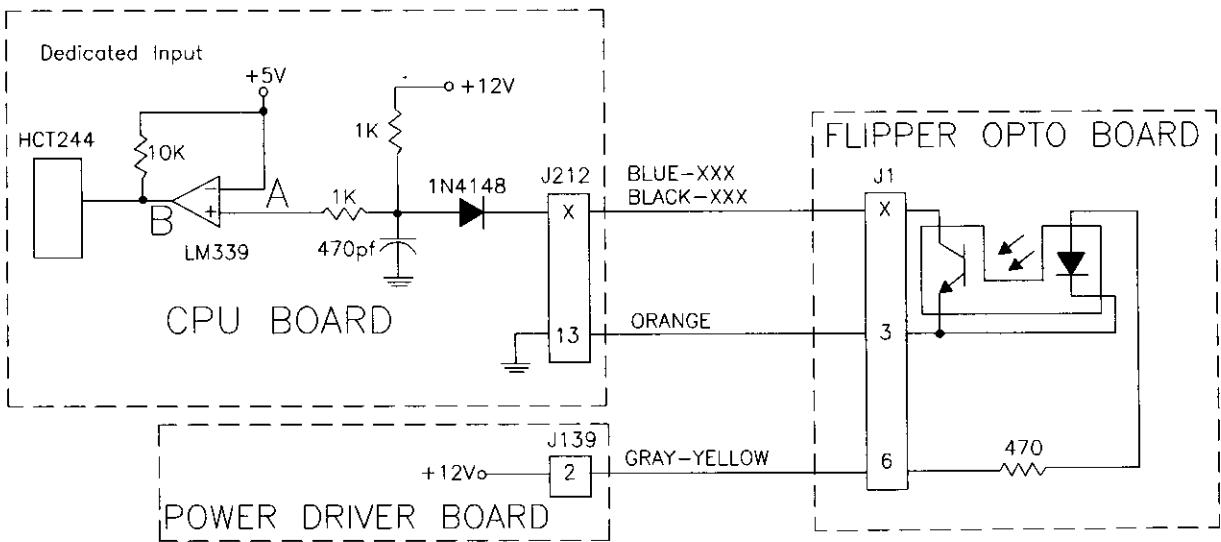 Dedicated Input
+5V
+12V
HCT244
10K
1K
FLIPPER OPTO BOARD
A
1K
1N4148
J212
BLUE-XXX
BLACK-XXX
J1
−
+
B
X
X
LM339
470pf
CPU BOARD
13
ORANGE
3
J139
+12V
2
GRAY-YELLOW
6
470
POWER DRIVER BOARD